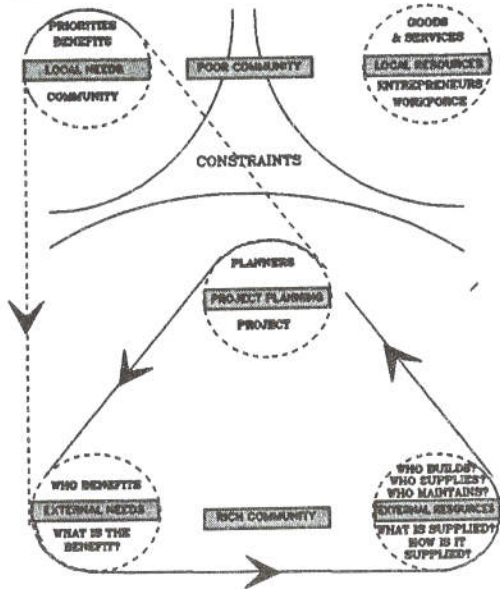 PRIORITIES
BENEFITS
LOCAL NEEDS
COMMUNITY
POOR COMMUNITY
GOODS
& SERVICES
LOCAL RESOURCES
ENTREPRENEURS
WORKFORCE
CONSTRAINTS
PLANNERS
PROJECT PLANNING
PROJECT
WHO BENEFITS
EXTERNAL NEEDS
WHAT IS THE
BENEFIT?
RICH COMMUNITY
WHO BUILDS?
WHO SUPPLIES?
WHO MAINTAINS?
EXTERNAL RESOURCES
WHAT IS SUPPLIED?
HOW IS IT
SUPPLIED?